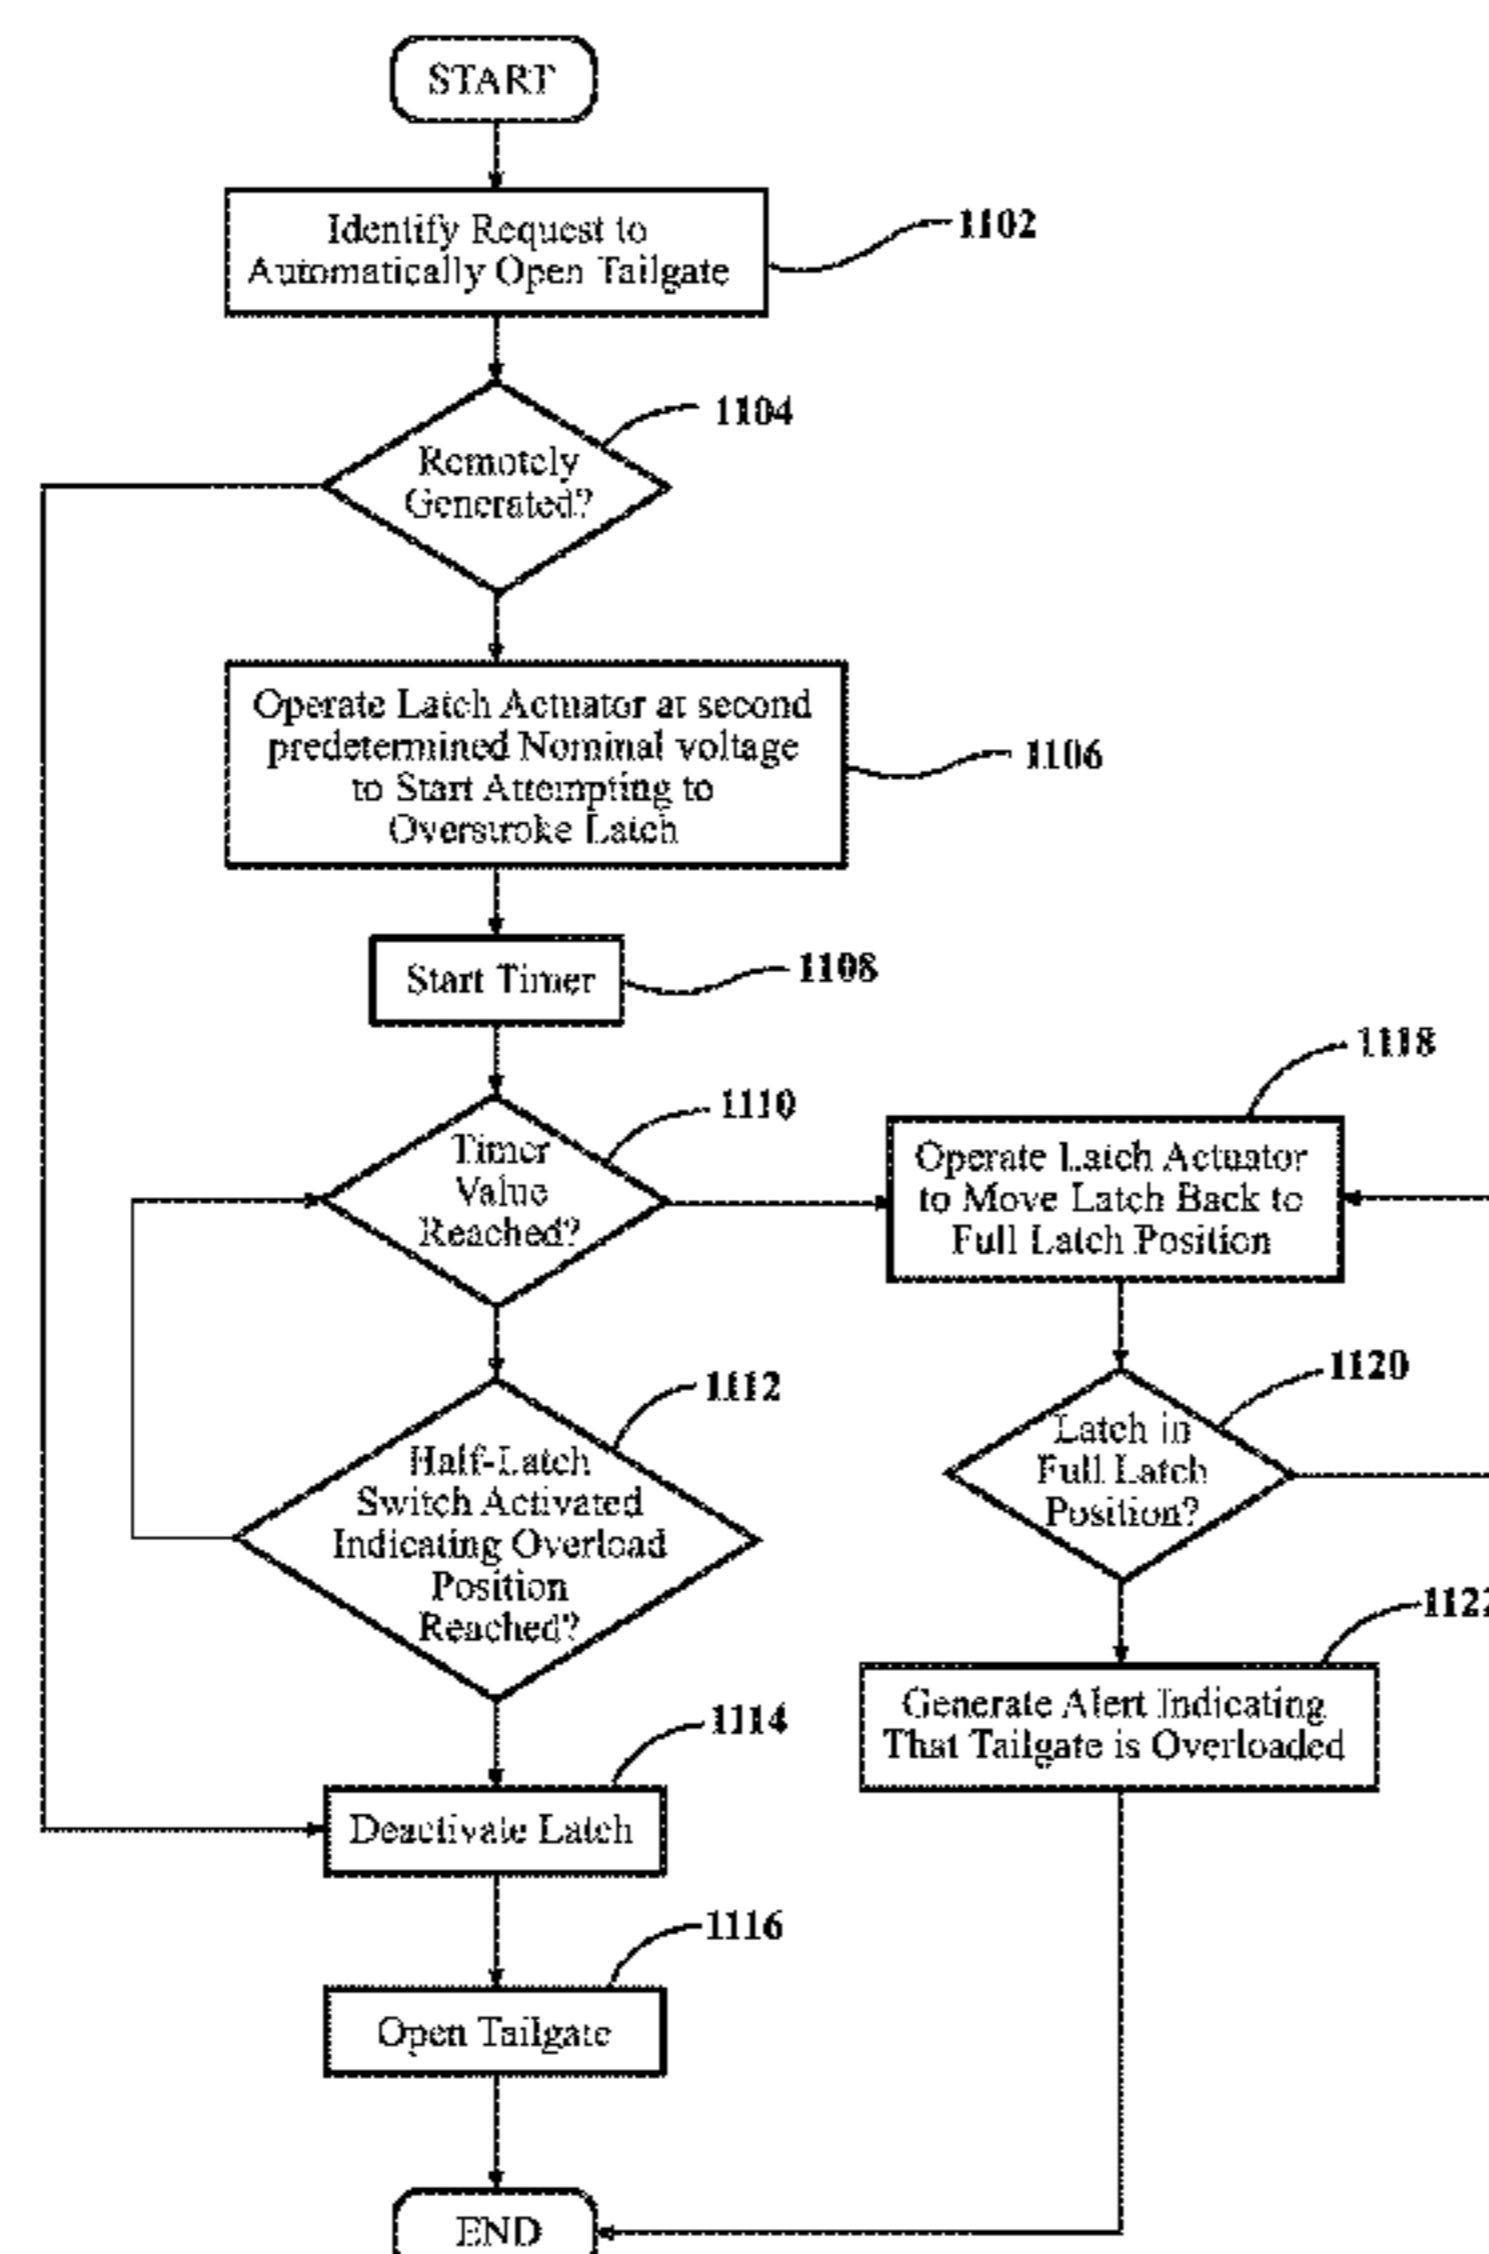 START
Identify Request to
Automatically Open Tailgate
1102
1104
Remotely
Generated?
Operate Latch Actuator at second
predetermined Nominal voltage
to Start Attempting to
Overstroke Latch
1106
Start Timer
1108
1110
Timer
Value
Reached?
1118
Operate Latch Actuator
to Move Latch Back to
Full Latch Position
1112
Half-Latch
Switch Activated
Indicating Overload
Position
Reached?
1120
Latch in
Full Latch
Position?
1122
Generate Alert Indicating
That Tailgate is Overloaded
1114
Deactivate Latch
1116
Open Tailgate
END